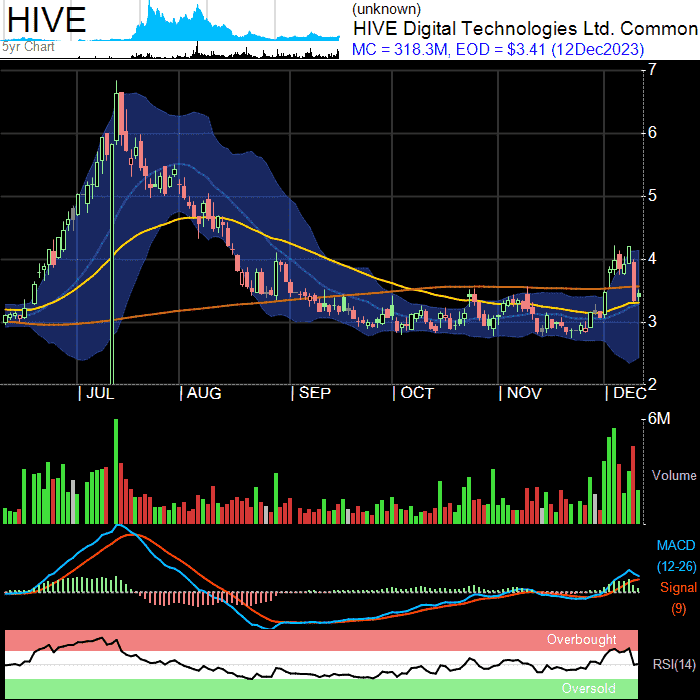 HIVE
5yr Chart
(unknown)
HIVE Digital Technologies Ltd. Common
MC = 318.3M, EOD = $3.41 (12Dec2023)
7
6
5
4
3
2
JUL
AUG
SEP
OCT
NOV
DEC
6M
Volume
MACD
(12-26)
Signal
(9)
Overbought
RSI(14)
Oversold